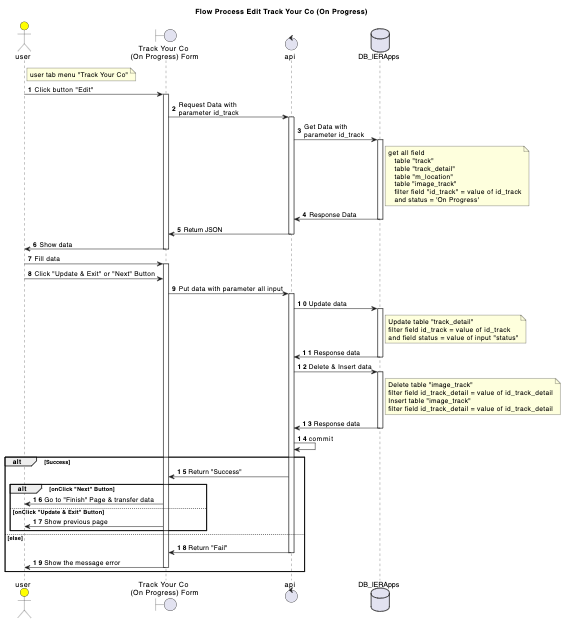 Flow Process Edit Track Your Co (On Progress)
user
Track Your Co
(On Progress) Form
api
DB_IERApps
user tab menu "Track Your Co"
1 Click button "Edit"
2 Request Data with
parameter id_track
3 Get Data with
parameter id_track
get all field
table "track"
table "track_detail"
table "m_location"
table "image_track"
filter field "id_track" = value of id_track
and status = 'On Progress'
4 Response Data
5 Return JSON
6 Show data
7 Fill data
8 Click "Update & Exit" or "Next" Button
9 Put data with parameter all input
10 Update data
Update table "track_detail"
filter field id_track = value of id_track
and field status = value of input "status"
11 Response data
12 Delete & Insert data
Delete table "image_track"
filter field id_track_detail = value of id_track_detail
Insert table "image_track"
filter field id_track_detail = value of id_track_detail
13 Response data
14 commit
alt [Success]
15 Return "Success"
alt [onClick "Next" Button]
16 Go to "Finish" Page & transfer data
[onClick "Update & Exit" Button]
17 Show previous page
[else]
18 Return "Fail"
19 Show the message error
user
Track Your Co
(On Progress) Form
api
DB_IERApps